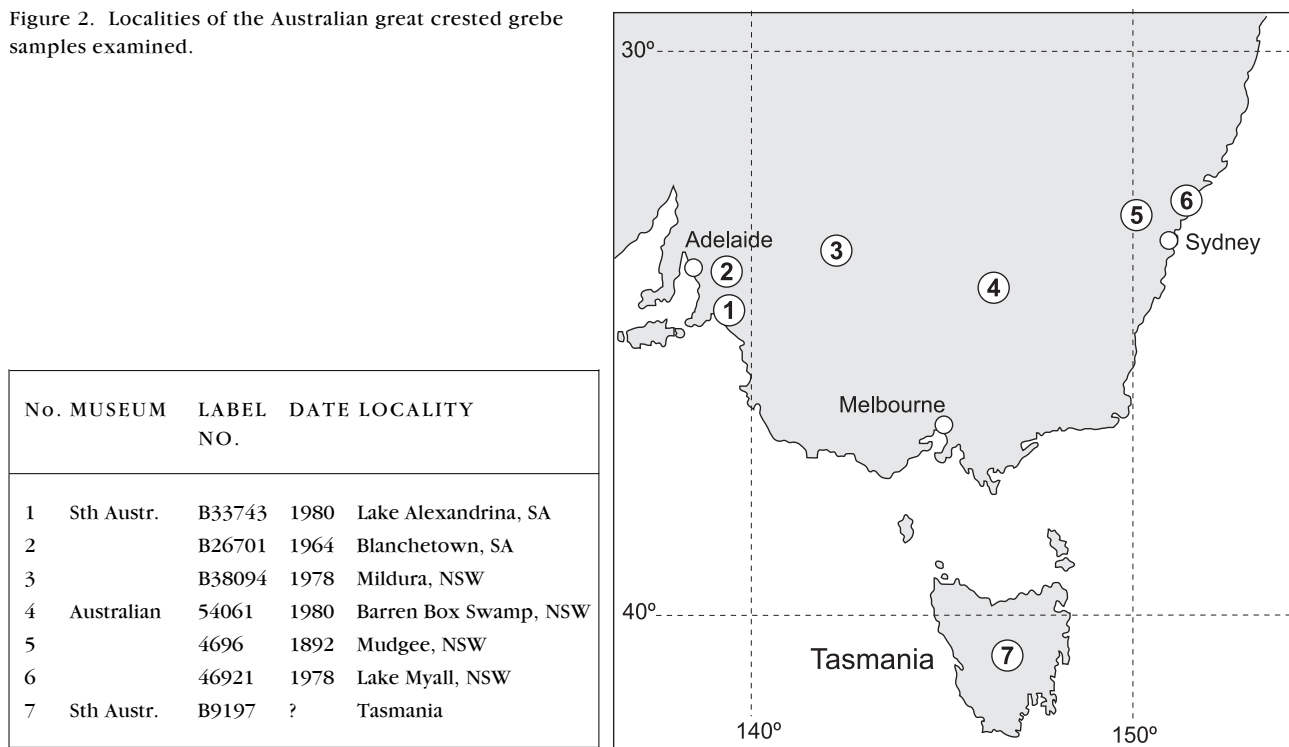 Figure 2. Localities of the Australian great crested grebe
samples examined.
No. MUSEUM LABEL NO. DATE LOCALITY
1 Sth Austr. B33743 1980 Lake Alexandrina, SA
2 B26701 1964 Blanchetown, SA
3 B38094 1978 Mildura, NSW
4 Australian 54061 1980 Barren Box Swamp, NSW
5 4696 1892 Mudgee, NSW
6 46921 1978 Lake Myall, NSW
7 Sth Austr. B9197 ? Tasmania
30º
6
5
Adelaide
3
Sydney
2
4
1
Melbourne
40º
Tasmania
7
140º
150º